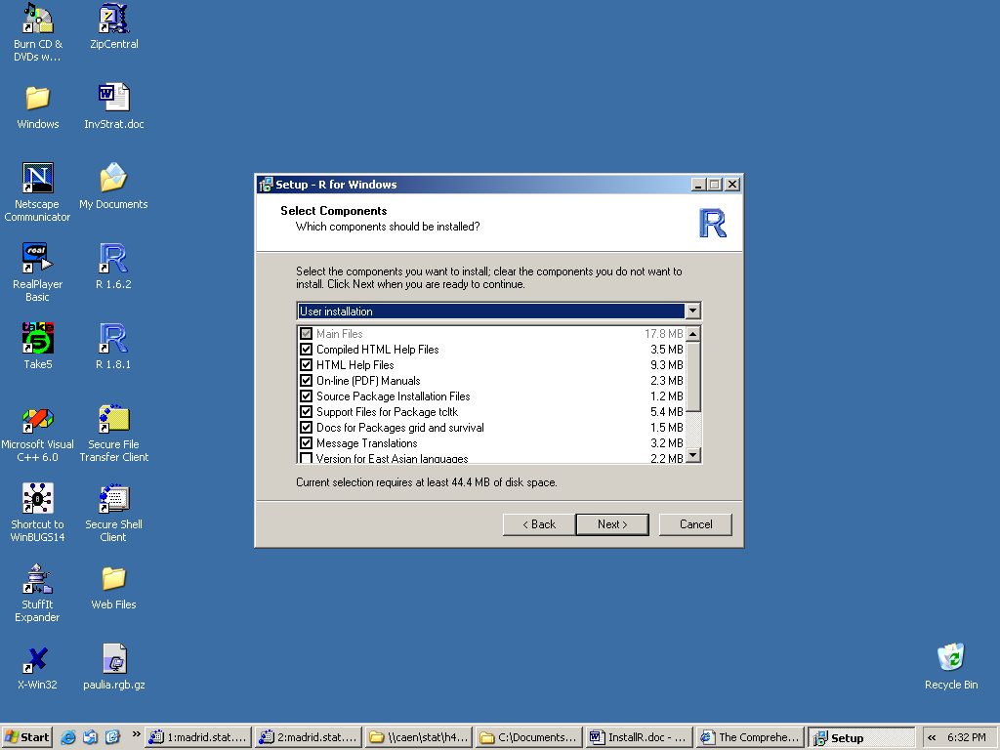 Burn CD &
DVDs w...
ZipCentral
Windows
InvStrat.doc
Netscape
Communicator
My Documents
RealPlayer
Basic
R 1.6.2
Take5
R 1.8.1
Microsoft Visual
C++ 6.0
Secure File
Transfer Client
Shortcut to
WinBUGS14
Secure Shell
Client
StuffIt
Expander
Web Files
X-Win32
paulia.rgb.gz
Setup - R for Windows
Select Components
Which components should be installed?
Select the components you want to install; clear the components you do not want to
install. Click Next when you are ready to continue.
User installation
Main Files 17.8 MB
Compiled HTML Help Files 3.5 MB
HTML Help Files 9.3 MB
On-line (PDF) Manuals 2.3 MB
Source Package Installation Files 1.2 MB
Support Files for Package tcltk 5.4 MB
Docs for Packages grid and survival 1.5 MB
Message Translations 3.2 MB
Version for East Asian languages 2.2 MB
Current selection requires at least 44.4 MB of disk space.
< Back Next > Cancel
Recycle Bin
Start » 1:madrid.stat.... 2:madrid.stat.... \\caen\stat\h4... C:\Documents... InstallR.doc - ... The Comprehe... Setup « 6:32 PM